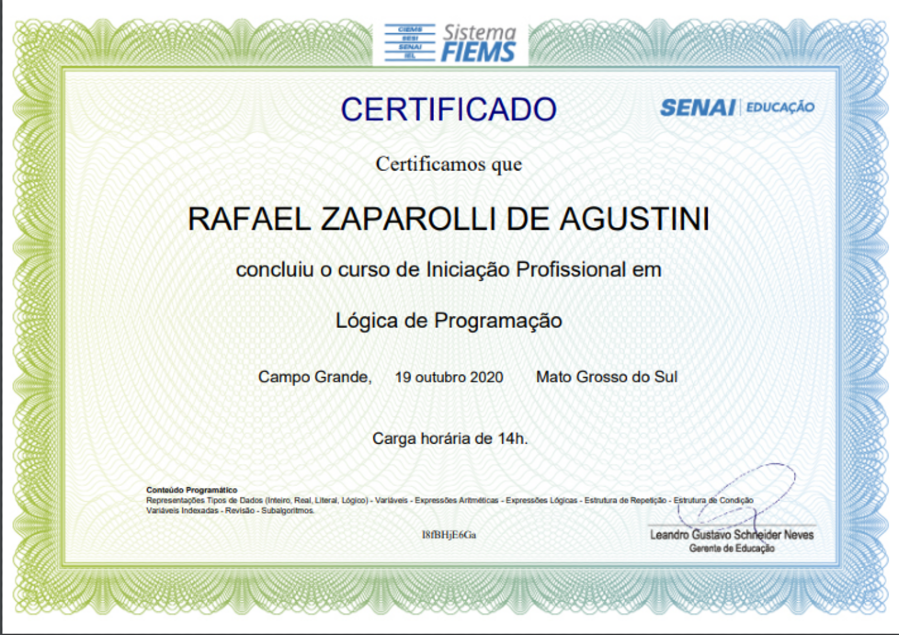 CIEMS
SESI
SENAI
IEL
Sistema
FIEMS
CERTIFICADO
SENAI EDUCAÇÃO
Certificamos que
RAFAEL ZAPAROLLI DE AGUSTINI
concluiu o curso de Iniciação Profissional em
Lógica de Programação
Campo Grande, 19 outubro 2020 Mato Grosso do Sul
Carga horária de 14h.
Conteúdo Programático
Representações Tipos de Dados (Inteiro, Real, Literal, Lógico) - Variáveis - Expressões Aritméticas - Expressões Lógicas - Estrutura de Repetição - Estrutura de Condição
Variáveis Indexadas - Revisão - Subalgoritmos.
I8fBHjE6Ga
Leandro Gustavo Schneider Neves
Gerente de Educação